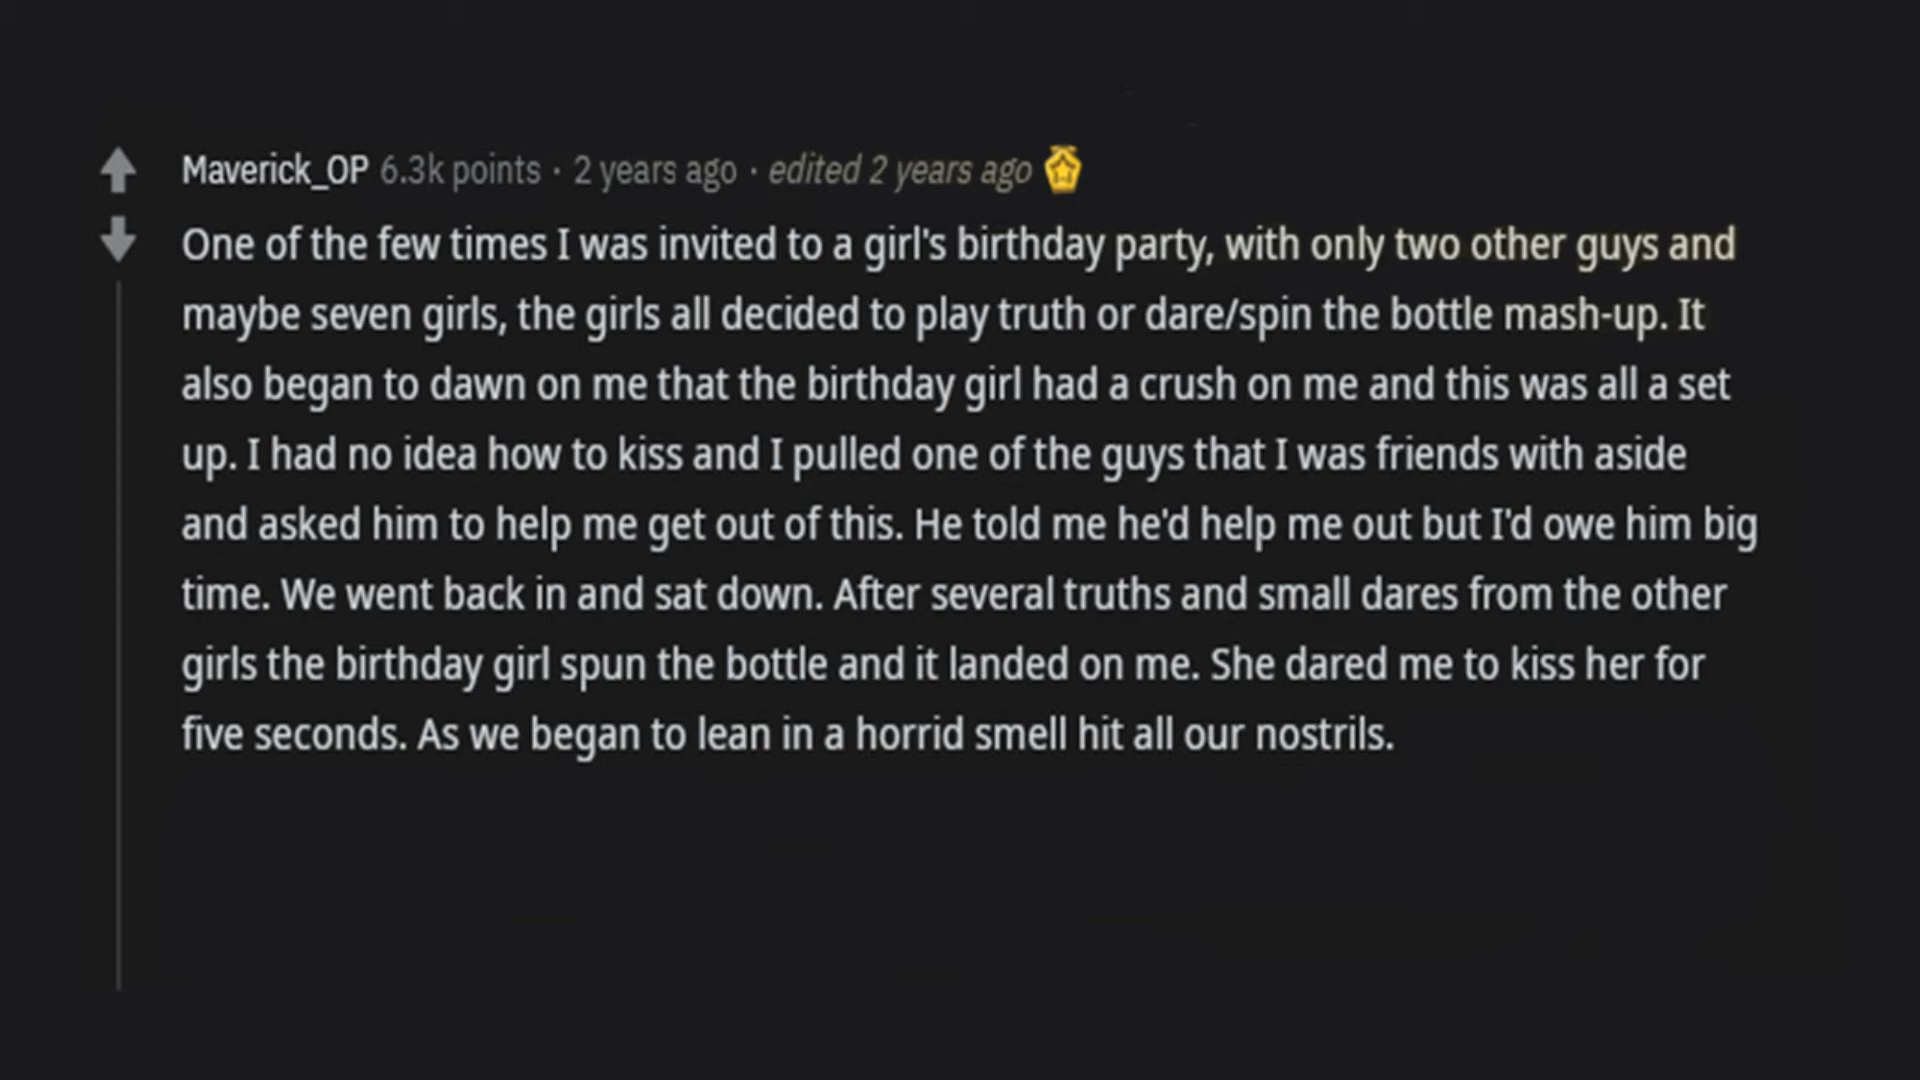 Maverick_OP 6.3k points · 2 years ago · edited 2 years ago
One of the few times I was invited to a girl's birthday party, with only two other guys and
maybe seven girls, the girls all decided to play truth or dare/spin the bottle mash-up. It
also began to dawn on me that the birthday girl had a crush on me and this was all a set
up. I had no idea how to kiss and I pulled one of the guys that I was friends with aside
and asked him to help me get out of this. He told me he'd help me out but I'd owe him big
time. We went back in and sat down. After several truths and small dares from the other
girls the birthday girl spun the bottle and it landed on me. She dared me to kiss her for
five seconds. As we began to lean in a horrid smell hit all our nostrils.